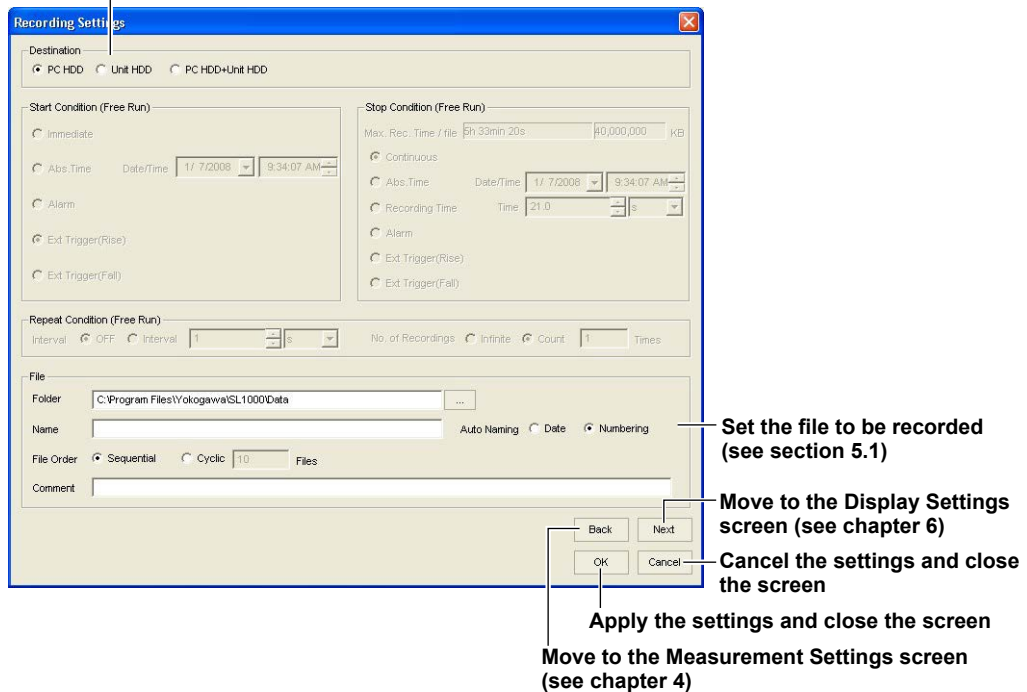 Recording Settings
Destination
PC HDD Unit HDD PC HDD+Unit HDD
Start Condition (Free Run)
Immediate
Abs.Time Date/Time 1/ 7/2008 9:34:07 AM
Alarm
Ext Trigger(Rise)
Ext Trigger(Fall)
Stop Condition (Free Run)
Max. Rec. Time / file 5h 33min 20s 40,000,000 KB
Continuous
Abs.Time Date/Time 1/ 7/2008 9:34:07 AM
Recording Time Time 21.0 s
Alarm
Ext Trigger(Rise)
Ext Trigger(Fall)
Repeat Condition (Free Run)
Interval OFF Interval 1 s No. of Recordings Infinite Count 1 Times
File
Folder C:\Program Files\Yokogawa\SL1000\Data ...
Name Auto Naming Date Numbering
File Order Sequential Cyclic 10 Files
Comment
Back Next
OK Cancel
Set the file to be recorded
(see section 5.1)
Move to the Display Settings
screen (see chapter 6)
Cancel the settings and close
the screen
Apply the settings and close the screen
Move to the Measurement Settings screen
(see chapter 4)